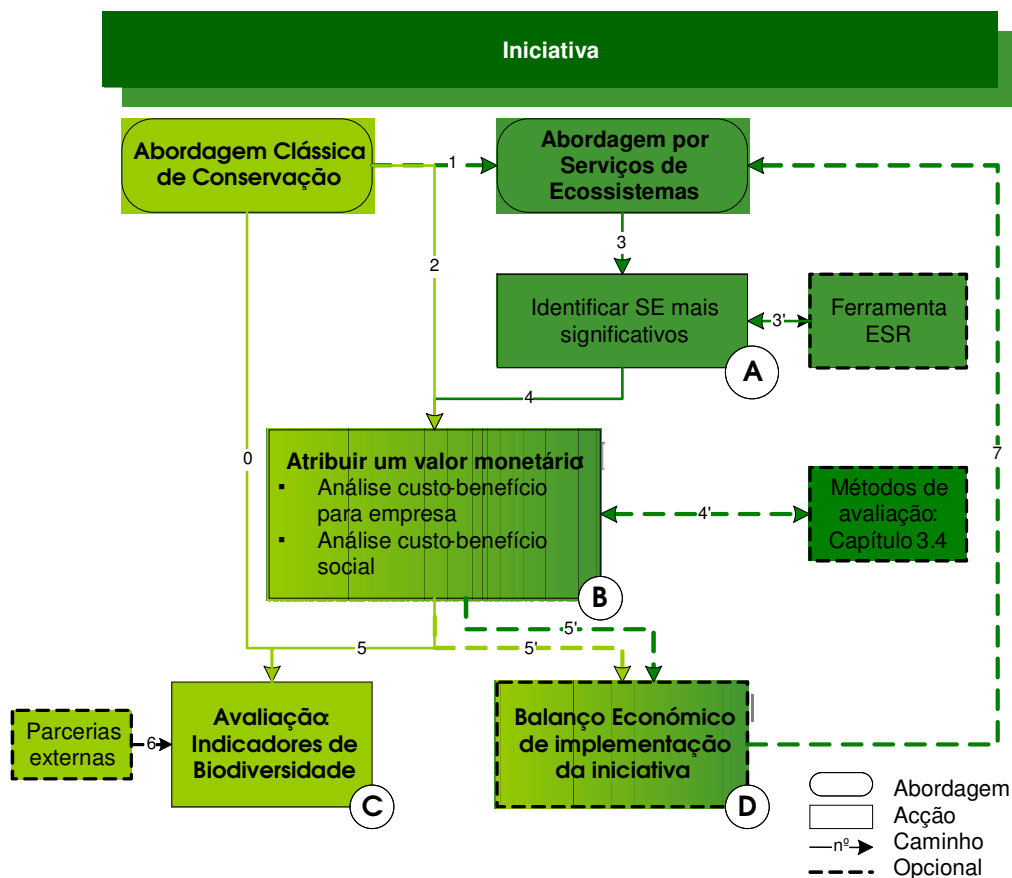 Iniciativa
Abordagem Clássica
de Conservação
1
Abordagem por
Serviços de
Ecossistemas
3
2
Identificar SE mais
significativos
A
3'
Ferramenta
ESR
4
0
7
Atribuir um valor monetário
▪ Análise custo-benefício
para empresa
▪ Análise custo-benefício
social
B
4'
Métodos de
avaliação:
Capítulo 3.4
5'
5
5'
Parcerias
externas
6
Avaliação:
Indicadores de
Biodiversidade
C
Balanço Económico
de implementação
da iniciativa
D
Abordagem
Acção
nº
Caminho
Opcional